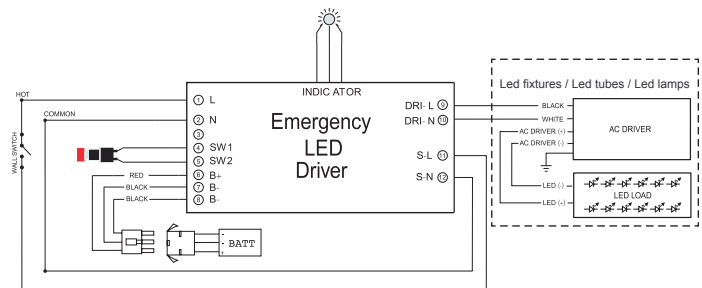 INDIC ATOR
Emergency
LED
Driver
HOT
COMMON
WALL SWITCH
1 L
2 N
3
4 SW1
5 SW2
6 B+
7 B-
8 B-
RED
BLACK
BLACK
- 
-
+
BATT
DRI- L 9
DRI- N 10
S-L 11
S-N 12
Led fixtures / Led tubes / Led lamps
BLACK
WHITE
AC DRIVER (+)
AC DRIVER (-)
AC DRIVER
LED (-)
LED (+)
LED LOAD